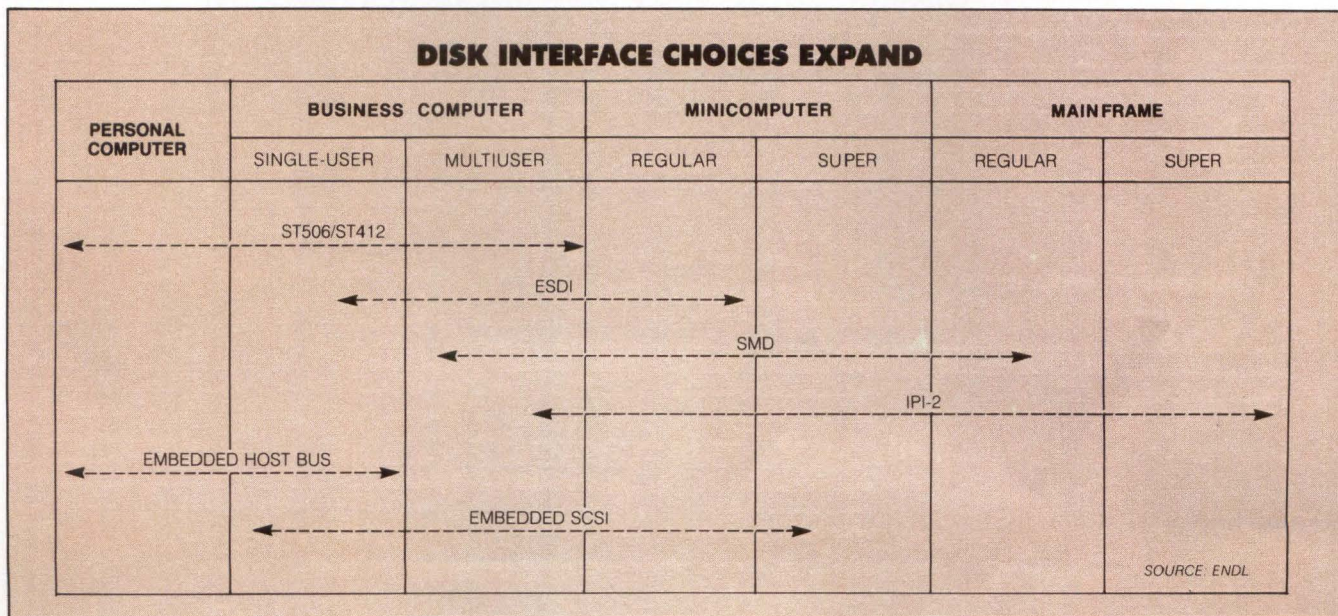 DISK INTERFACE CHOICES EXPAND
PERSONAL COMPUTER
BUSINESS COMPUTER
MINICOMPUTER
MAINFRAME
SINGLE-USER
MULTIUSER
REGULAR
SUPER
REGULAR
SUPER
ST506/ST412
ESDI
SMD
IPI-2
EMBEDDED HOST BUS
EMBEDDED SCSI
SOURCE: ENDL